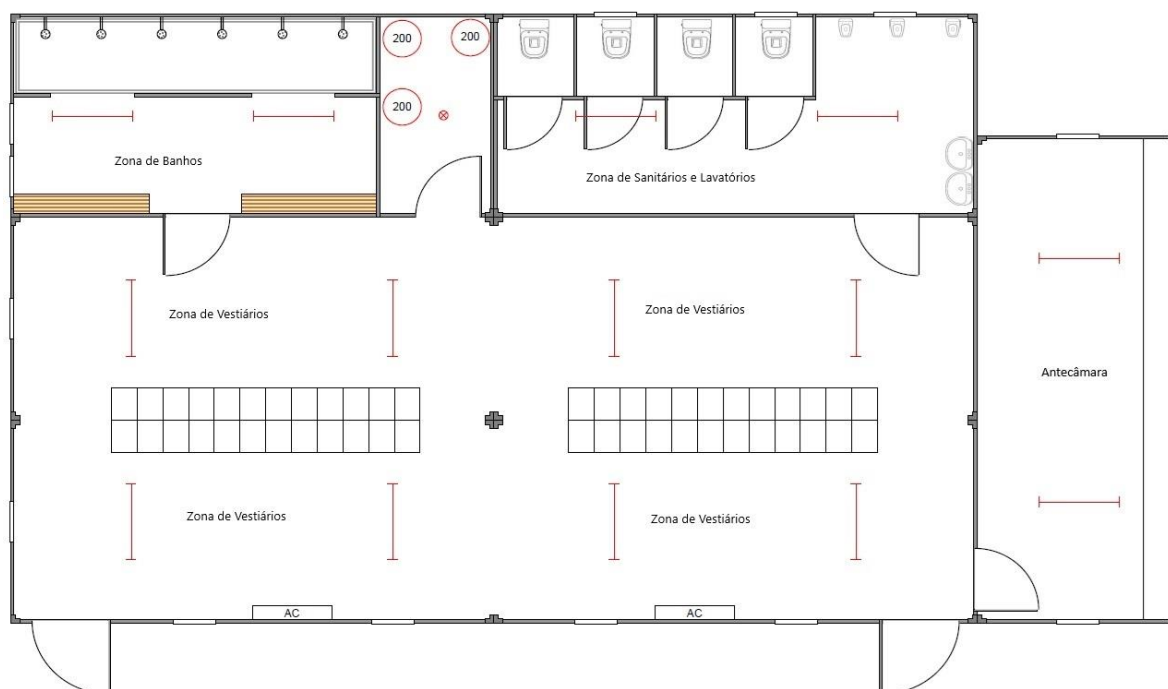 200
200
200
Zona de Banhos
Zona de Sanitários e Lavatórios
Zona de Vestiários
Zona de Vestiários
Antecâmara
Zona de Vestiários
Zona de Vestiários
AC
AC